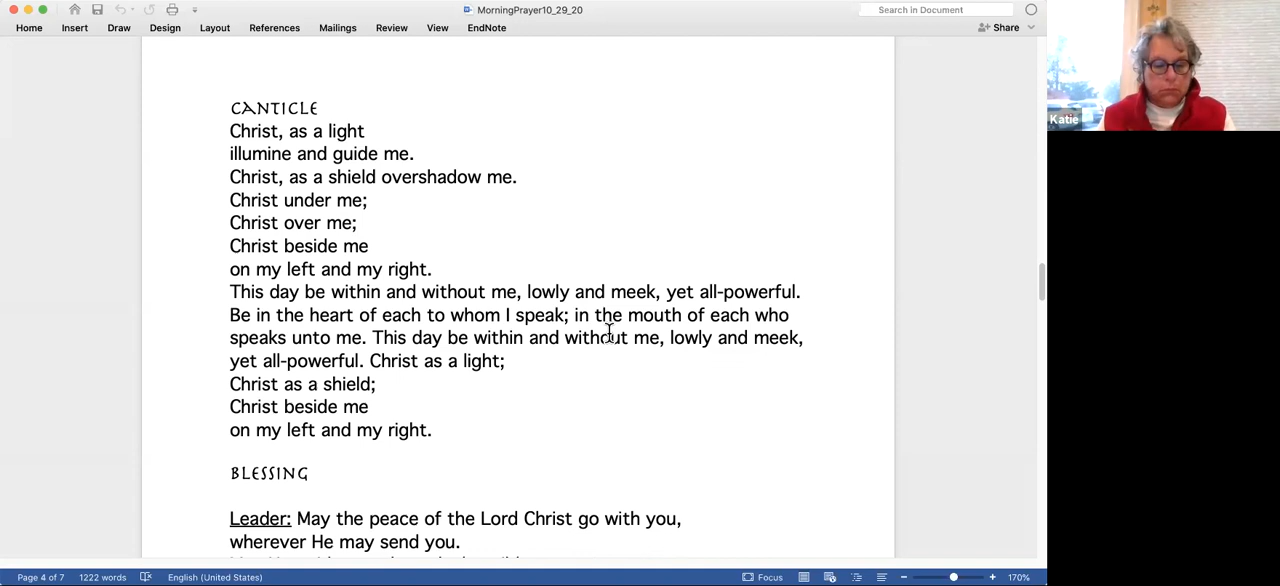 MorningPrayer10_29_20
Search in Document
Home Insert Draw Design Layout References Mailings Review View EndNote
Share
Katie
CANTICLE
Christ, as a light
illumine and guide me.
Christ, as a shield overshadow me.
Christ under me;
Christ over me;
Christ beside me
on my left and my right.
This day be within and without me, lowly and meek, yet all-powerful.
Be in the heart of each to whom I speak; in the mouth of each who
speaks unto me. This day be within and without me, lowly and meek,
yet all-powerful. Christ as a light;
Christ as a shield;
Christ beside me
on my left and my right.
BLESSING
Leader: May the peace of the Lord Christ go with you,
wherever He may send you.
Page 4 of 7 1222 words English (United States) Focus 170%